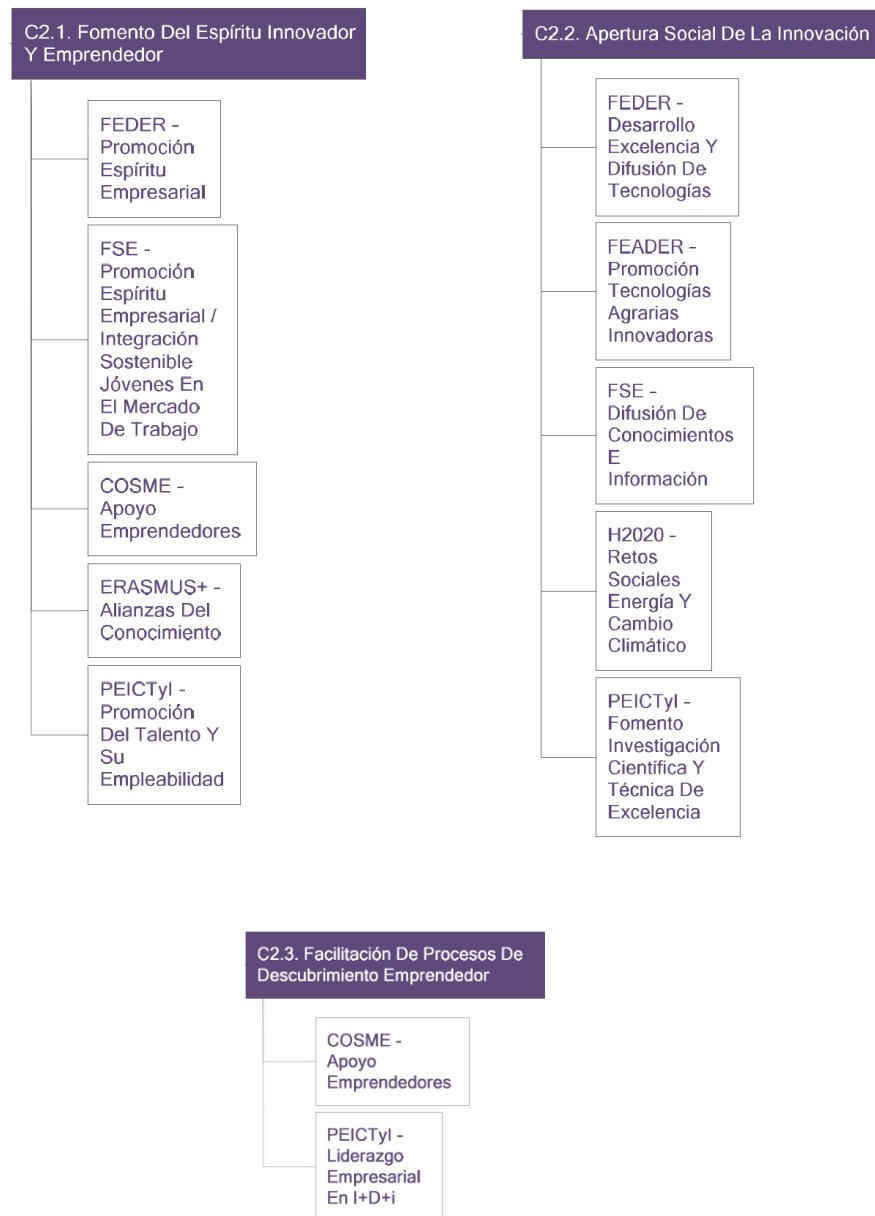 C2.1. Fomento Del Espíritu Innovador
Y Emprendedor
FEDER –
Promoción
Espíritu
Empresarial
FSE -
Promoción
Espíritu
Empresarial /
Integración
Sostenible
Jóvenes En
El Mercado
De Trabajo
COSME –
Apoyo
Emprendedores
ERASMUS+ -
Alianzas Del
Conocimiento
PEICTyI -
Promoción
Del Talento Y
Su
Empleabilidad
C2.2. Apertura Social De La Innovación
FEDER –
Desarrollo
Excelencia Y
Difusión De
Tecnologías
FEADER –
Promoción
Tecnologías
Agrarias
Innovadoras
FSE –
Difusión De
Conocimientos
E
Información
H2020 -
Retos
Sociales
Energía Y
Cambio
Climático
PEICTyI -
Fomento
Investigación
Científica Y
Técnica De
Excelencia
C2.3. Facilitación De Procesos De
Descubrimiento Emprendedor
COSME -
Apoyo
Emprendedores
PEICTyI -
Liderazgo
Empresarial
En I+D+i